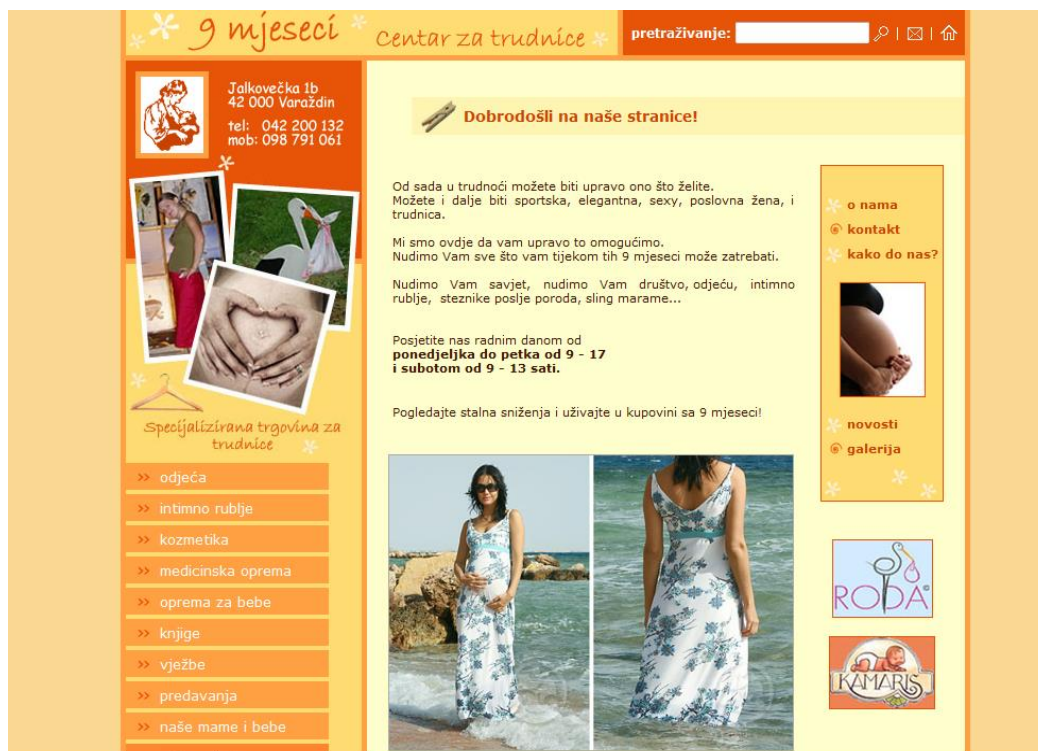 9 mjeseci
Centar za trudnice
pretraživanje:
Jalkovečka 1b
42 000 Varaždin
tel: 042 200 132
mob: 098 791 061
Specijalizirana trgovina za
trudnice
odjeća
intimno rublje
kozmetika
medicinska oprema
oprema za bebe
knjige
vježbe
predavanja
naše mame i bebe
Dobrodošli na naše stranice!
Od sada u trudnoći možete biti upravo ono što želite.
Možete i dalje biti sportska, elegantna, sexy, poslovna žena, i
trudnica.
Mi smo ovdje da vam upravo to omogućimo.
Nudimo Vam sve što vam tijekom tih 9 mjeseci može zatrebati.
Nudimo Vam savjet, nudimo Vam društvo, odjeću, intimno
rublje, steznike poslje poroda, sling marame...
Posjetite nas radnim danom od
ponedjeljka do petka od 9 - 17
i subotom od 9 - 13 sati.
Pogledajte stalna sniženja i uživajte u kupovini sa 9 mjeseci!
o nama
kontakt
kako do nas?
novosti
galerija
RODA
KAMARIS